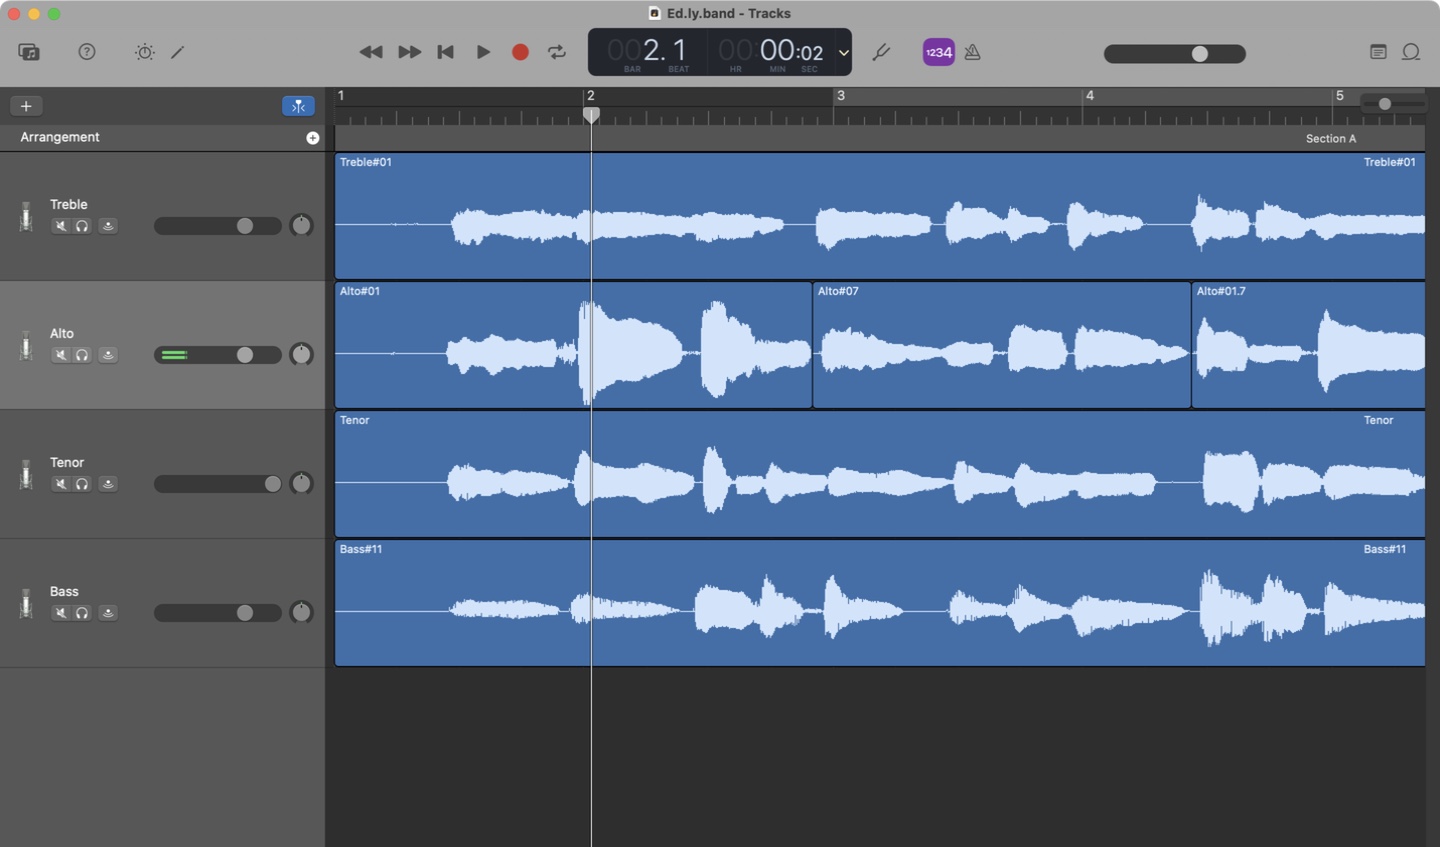 Ed.ly.band - Tracks
002. 1
BAR BEAT
00:00:02
HR MIN SEC
1234
1 2 3 4 5
Arrangement
Section A
Treble
Treble#01 Treble#01
Alto
Alto#01 Alto#07 Alto#01.7
Tenor
Tenor Tenor
Bass
Bass#11 Bass#11